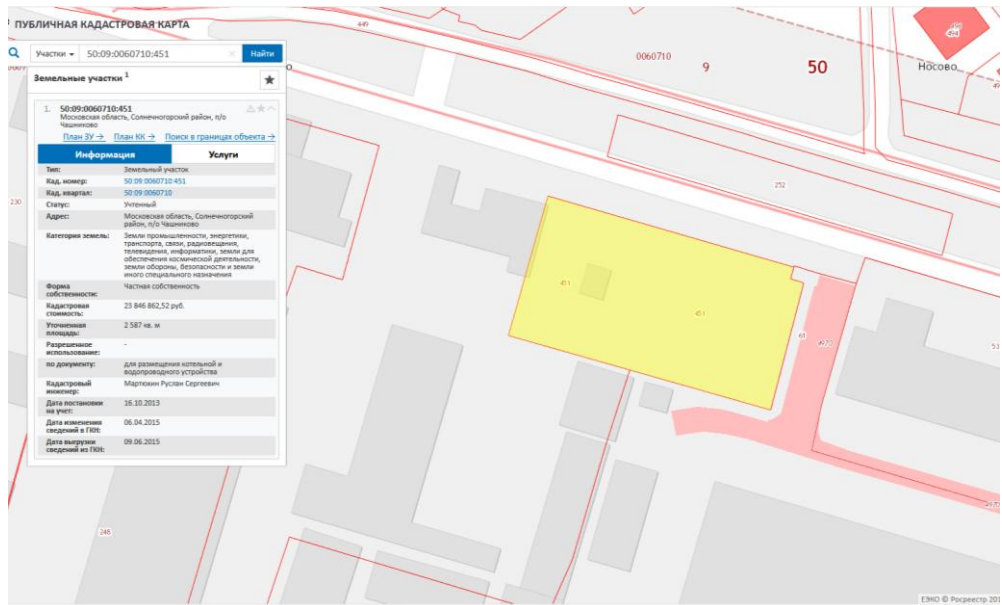 ПУБЛИЧНАЯ КАДАСТРОВАЯ КАРТА
Участки 50:09:0060710:451 × Найти
Земельные участки 1
1. 50:09:0060710:451
Московская область, Солнечногорский район, п/о
Чашниково
План ЗУ → План КК → Поиск в границах объекта →
Информация Услуги
Тип: Земельный участок
Кад. номер: 50:09:0060710:451
Кад. квартал: 50:09:0060710
Статус: Учтенный
Адрес: Московская область, Солнечногорский
район, п/о Чашниково
Категория земель: Земли промышленности, энергетики,
транспорта, связи, радиовещания,
телевидения, информатики, земли для
обеспечения космической деятельности,
земли обороны, безопасности и земли
иного специального назначения
Форма
собственности: Частная собственность
Кадастровая
стоимость: 23 846 862,52 руб.
Уточненная
площадь: 2 587 кв. м
Разрешенное
использование: -
по документу: для размещения котельной и
водопроводного устройства
Кадастровый
инженер: Мартюхин Руслан Сергеевич
Дата постановки
на учет: 16.10.2013
Дата изменения
сведений в ГКН: 06.04.2015
Дата выгрузки
сведений из ГКН: 09.06.2015
449
0060710
9
50
494
Носово
252
230
451
451
61
4970
53
248
4970
ЕЭКО © Росреестр 201